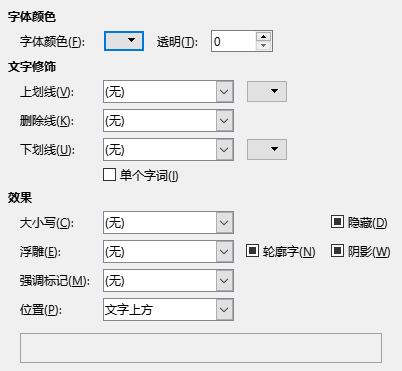 字体颜色
字体颜色(F): 透明(T): 0
文字修饰
上划线(V): (无)
删除线(K): (无)
下划线(U): (无)
单个字词(I)
效果
大小写(C): (无) 隐藏(D)
浮雕(E): (无) 轮廓字(N) 阴影(W)
强调标记(M): (无)
位置(P): 文字上方